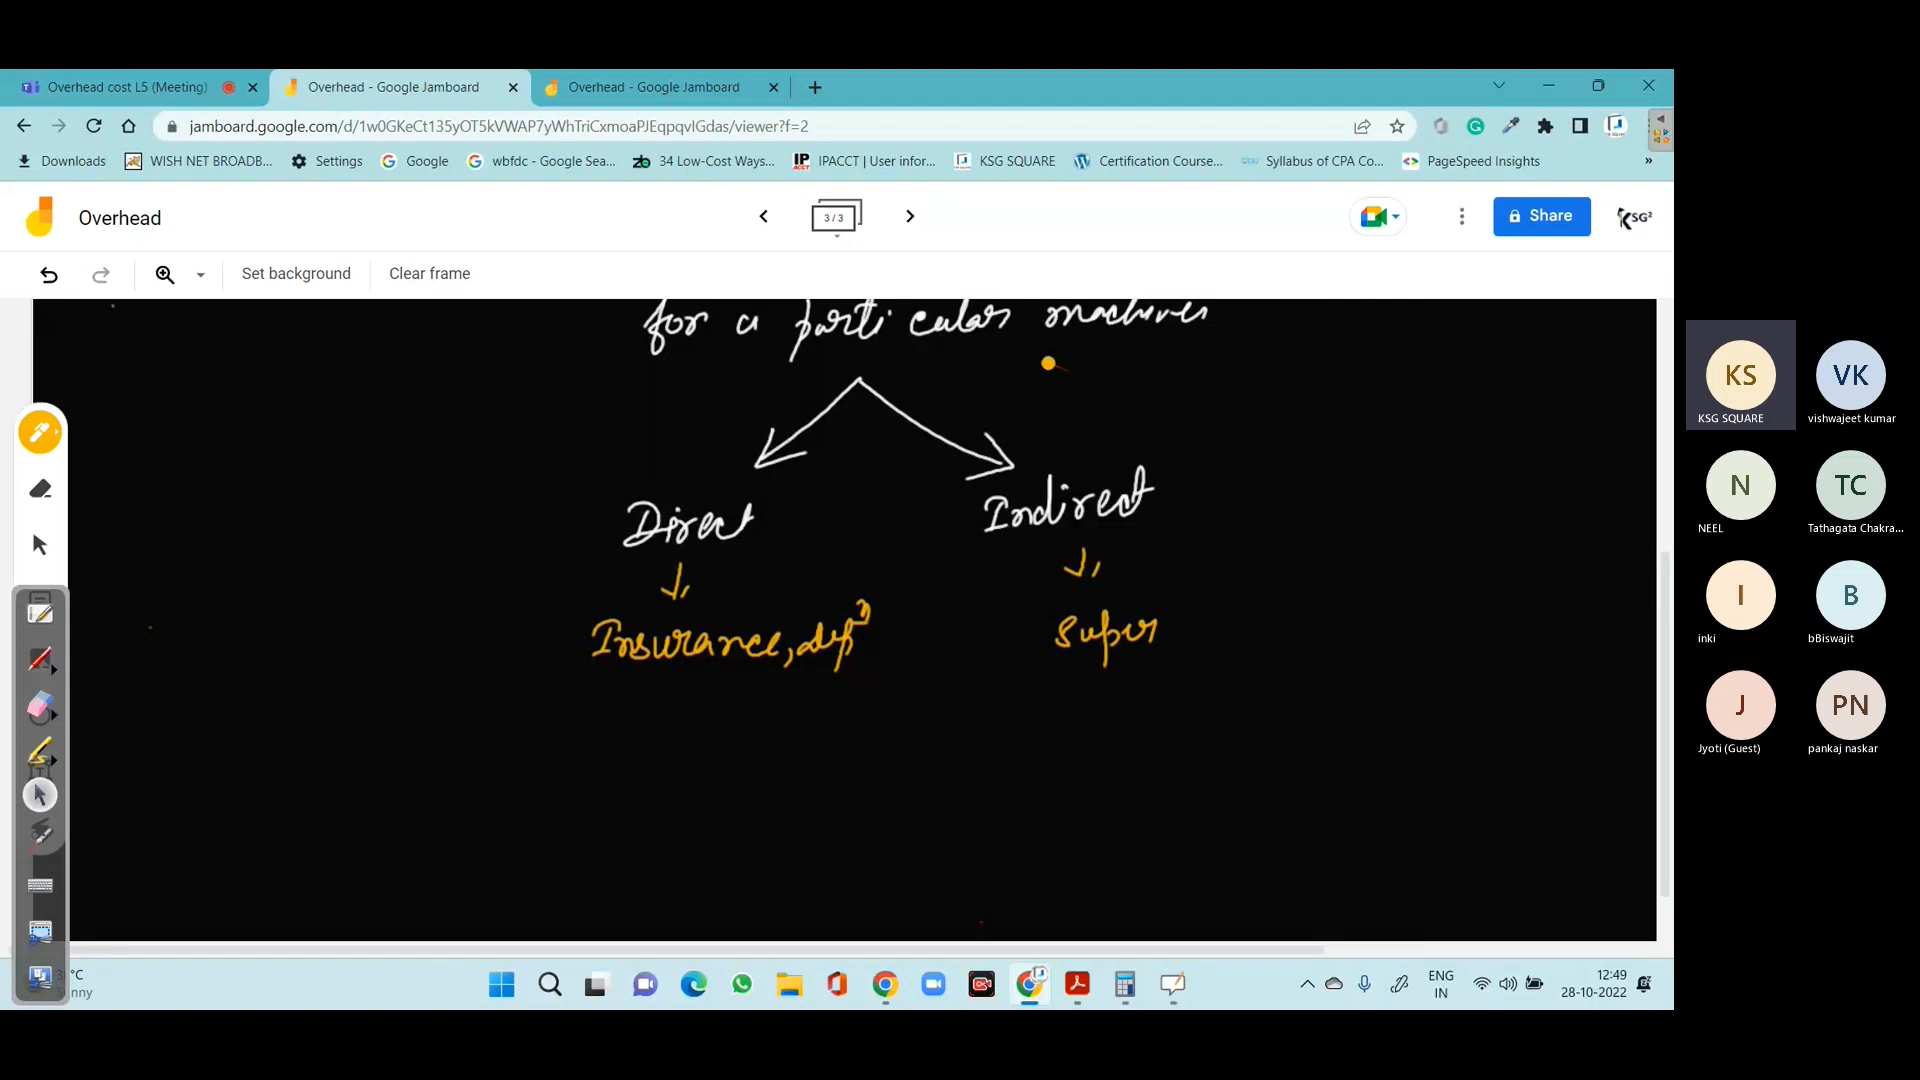 Overhead cost L5 (Meeting)
Overhead - Google Jamboard
Overhead - Google Jamboard
jamboard.google.com/d/1w0GKeCt135yOT5kVWAP7yWhTriCxmoaPJEqpqvlGdas/viewer?f=2
Downloads
WISH NET BROADB...
Settings
Google
wbfdc - Google Sea...
34 Low-Cost Ways...
IPACCT | User infor...
KSG SQUARE
Certification Course...
Syllabus of CPA Co...
PageSpeed Insights
»
Overhead
3 / 3
Share
KSG²
Set background
Clear frame
for a particular machines
Direct
Indirect
Insurance, depⁿ
Super
KS
KSG SQUARE
VK
vishwajeet kumar
N
NEEL
TC
Tathagata Chakra...
I
inki
B
bBiswajit
J
Jyoti (Guest)
PN
pankaj naskar
ENG
IN
12:49
28-10-2022